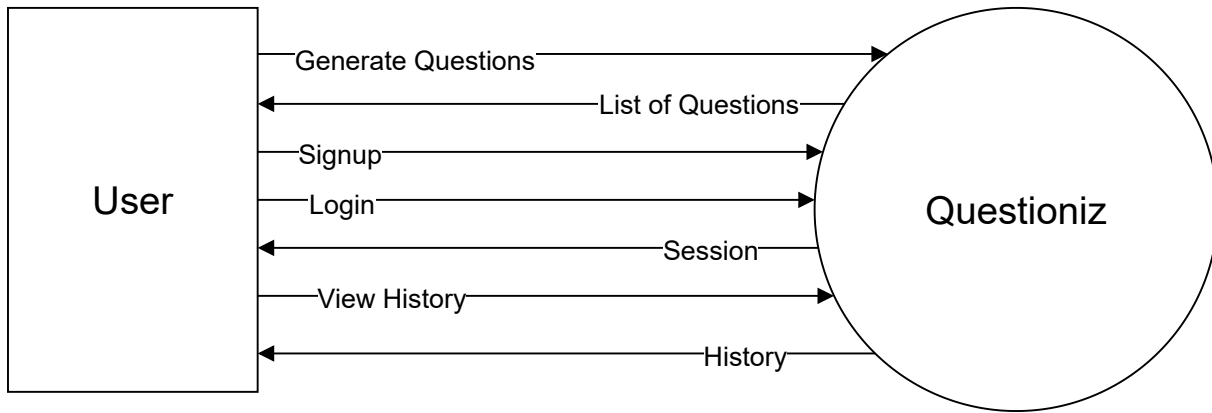 Generate Questions
List of Questions
Signup
User
Login
Questioniz
Session
View History
History